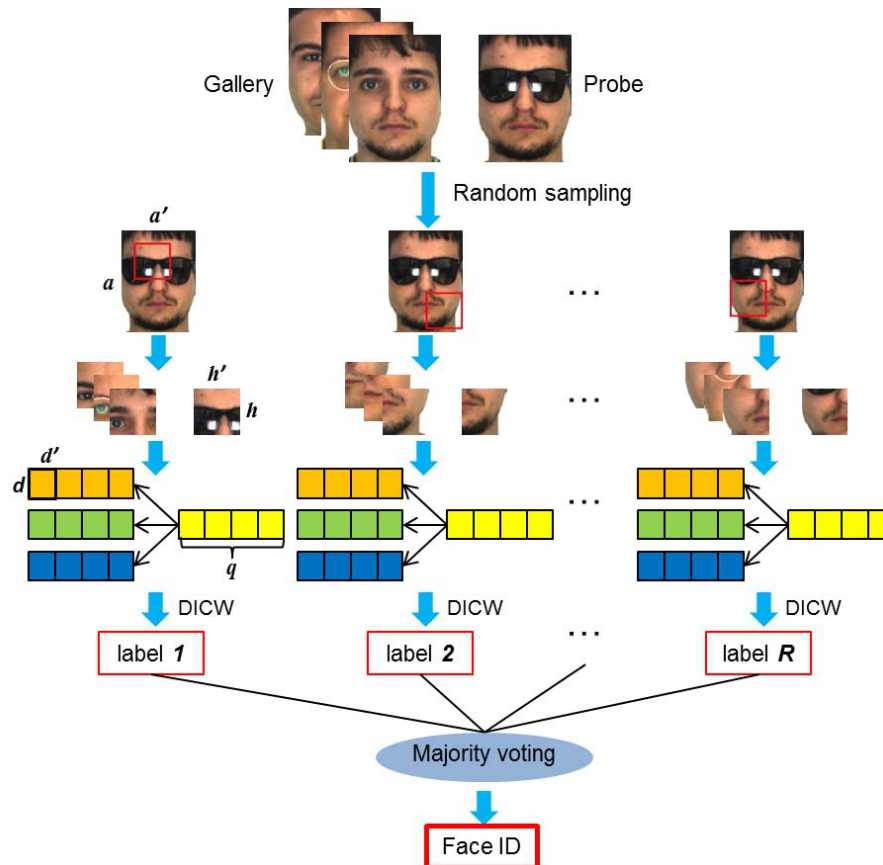 Gallery
Probe
Random sampling
a'
a
...
h'
h
...
d'
d
q
...
DICW
DICW
DICW
label 1
label 2
...
label R
Majority voting
Face ID